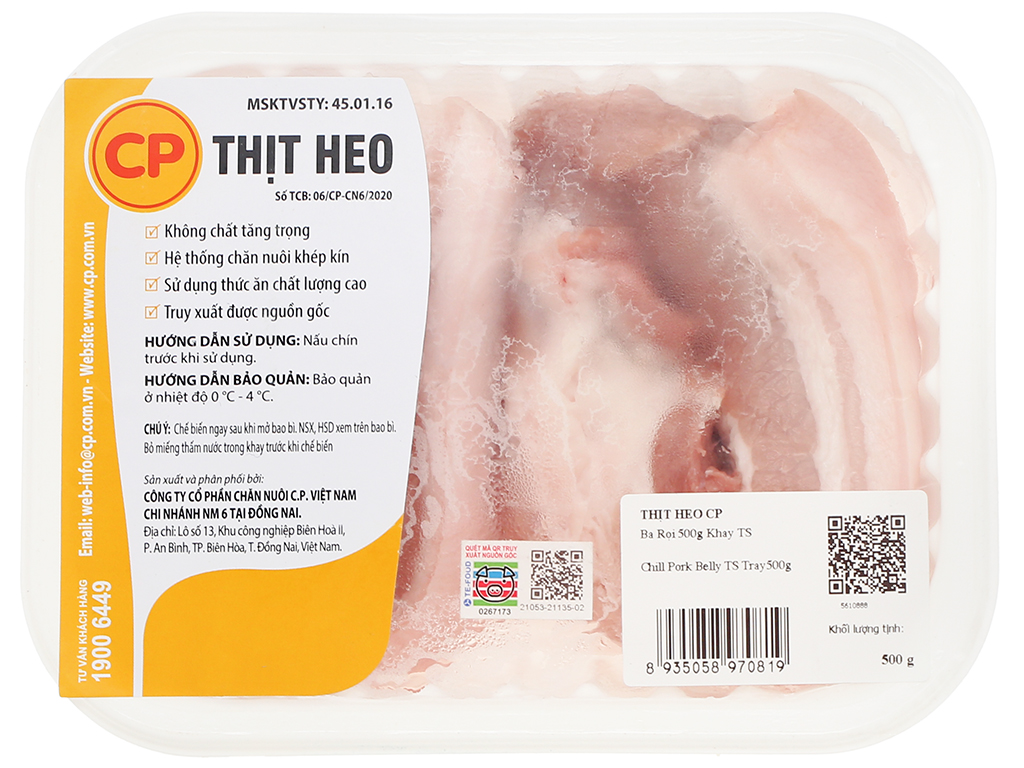 MSKTVSTY: 45.01.16
CP
THỊT HEO
Số TCB: 06/CP-CN6/2020
Không chất tăng trọng
Hệ thống chăn nuôi khép kín
Sử dụng thức ăn chất lượng cao
Truy xuất được nguồn gốc
HƯỚNG DẪN SỬ DỤNG: Nấu chín
trước khi sử dụng.
HƯỚNG DẪN BẢO QUẢN: Bảo quản
ở nhiệt độ 0 °C - 4 °C.
CHÚ Ý: Chế biến ngay sau khi mở bao bì. NSX, HSD xem trên bao bì.
Bỏ miếng thấm nước trong khay trước khi chế biến
Sản xuất và phân phối bởi:
CÔNG TY CỔ PHẦN CHĂN NUÔI C.P. VIỆT NAM
CHI NHÁNH NM 6 TẠI ĐỒNG NAI.
Địa chỉ: Lô số 13, Khu công nghiệp Biên Hoà II,
P. An Bình, TP. Biên Hòa, T. Đồng Nai, Việt Nam.
Email: web-info@cp.com.vn - Website: www.cp.com.vn
TƯ VẤN KHÁCH HÀNG
1900 6449
QUÉT MÃ QR TRUY
XUẤT NGUỒN GỐC
TE-FOOD
0267173
21053-21135-02
THỊT HEO CP
Ba Rọi 500g Khay TS
Chill Pork Belly TS Tray500g
5610888
Khối lượng tịnh:
500 g
8 935058 970819